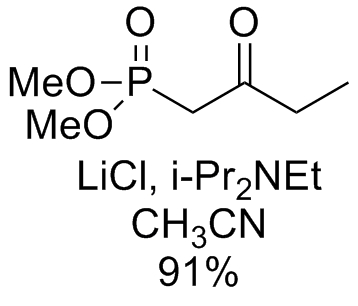 O O
MeO P
MeO
LiCl, i-Pr₂NEt
CH₃CN
91%